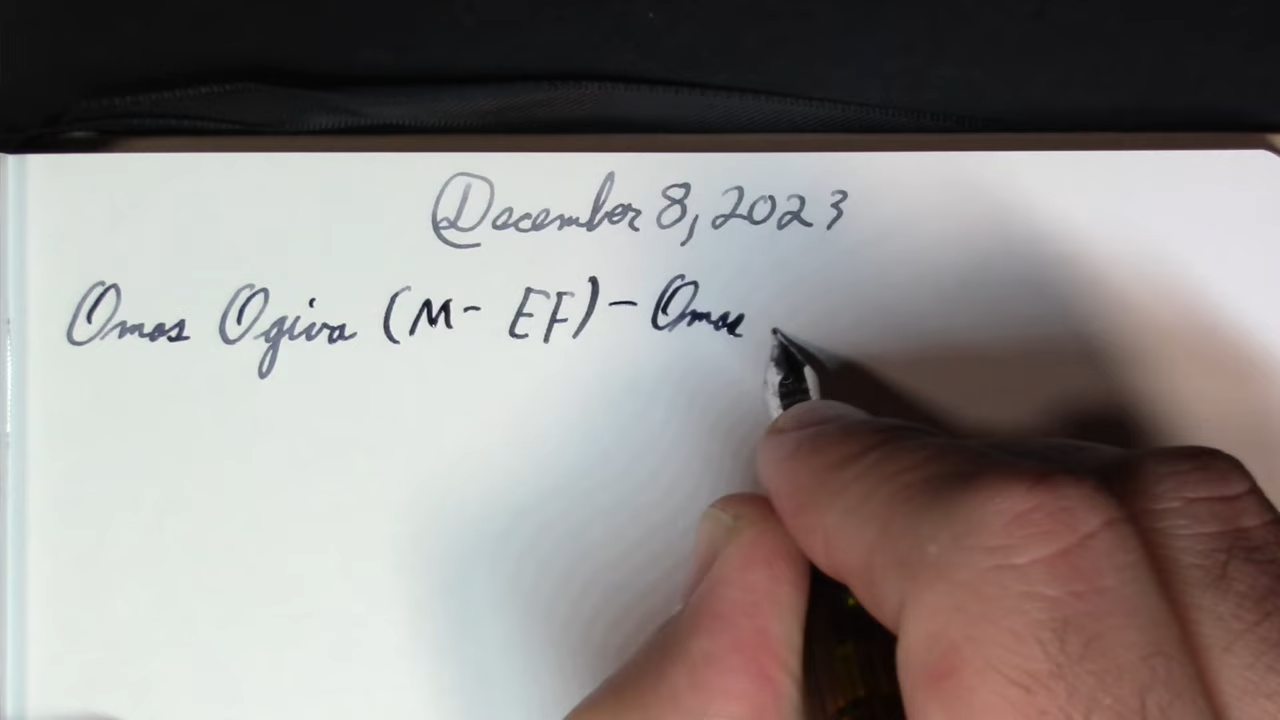 December 8, 2023
Omas Ogiva (M- EF) - Omas